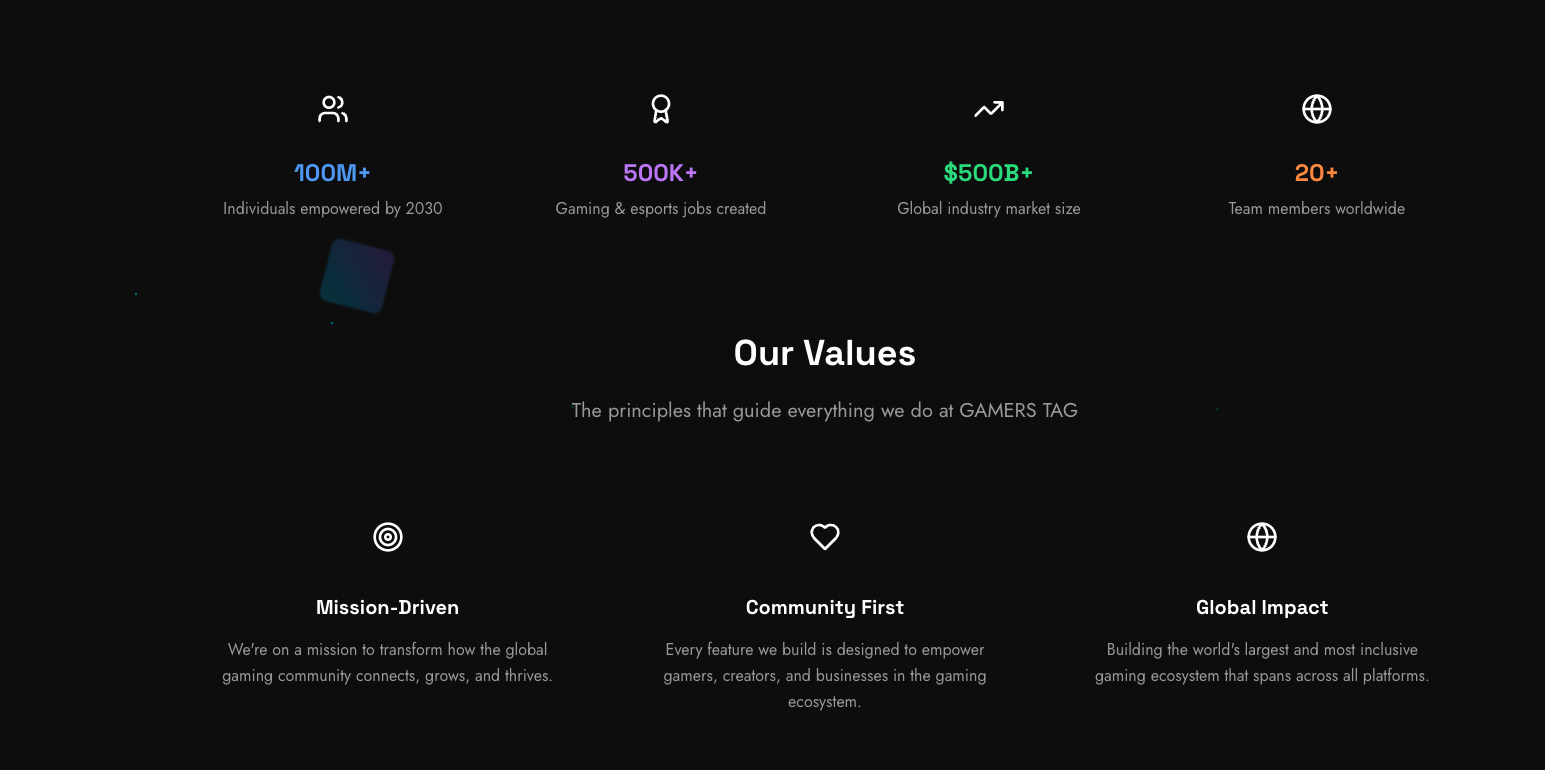 100M+
500K+
$500B+
20+
Individuals empowered by 2030
Gaming & esports jobs created
Global industry market size
Team members worldwide
Our Values
The principles that guide everything we do at GAMERS TAG
Mission-Driven
We're on a mission to transform how the global
gaming community connects, grows, and thrives.
Community First
Every feature we build is designed to empower
gamers, creators, and businesses in the gaming
ecosystem.
Global Impact
Building the world's largest and most inclusive
gaming ecosystem that spans across all platforms.